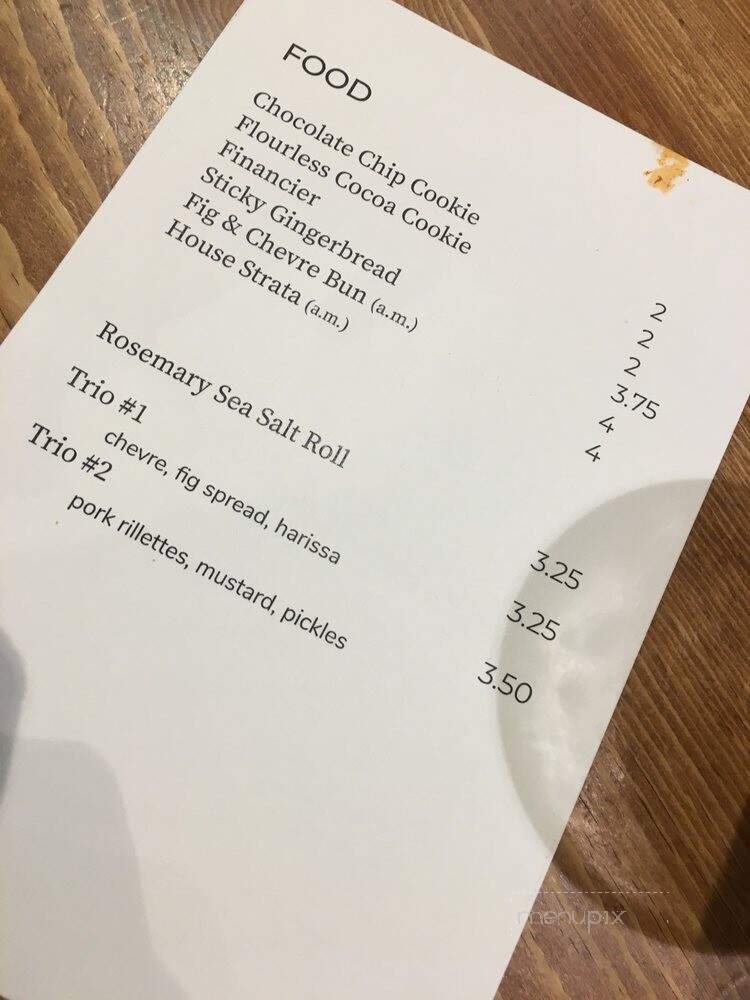 FOOD
Chocolate Chip Cookie 2
Flourless Cocoa Cookie 2
Financier 2
Sticky Gingerbread 3.75
Fig & Chevre Bun (a.m.) 4
House Strata (a.m.) 4
Rosemary Sea Salt Roll 3.25
Trio #1 3.25
chevre, fig spread, harissa
Trio #2 3.50
pork rillettes, mustard, pickles
menupix